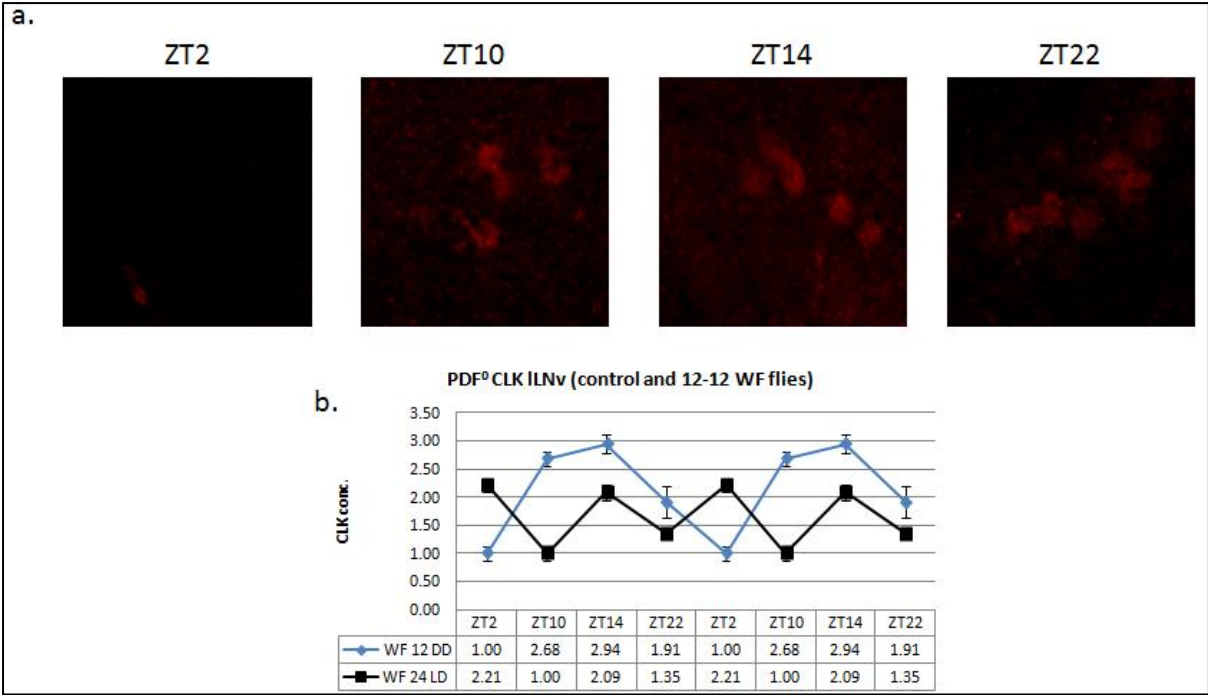 a.
ZT2 ZT10 ZT14 ZT22
PDF⁰ CLK lLNv (control and 12-12 WF flies)
b.
CLK conc.
3.50
3.00
2.50
2.00
1.50
1.00
0.50
0.00
ZT2 ZT10 ZT14 ZT22 ZT2 ZT10 ZT14 ZT22
WF 12 DD 1.00 2.68 2.94 1.91 1.00 2.68 2.94 1.91
WF 24 LD 2.21 1.00 2.09 1.35 2.21 1.00 2.09 1.35